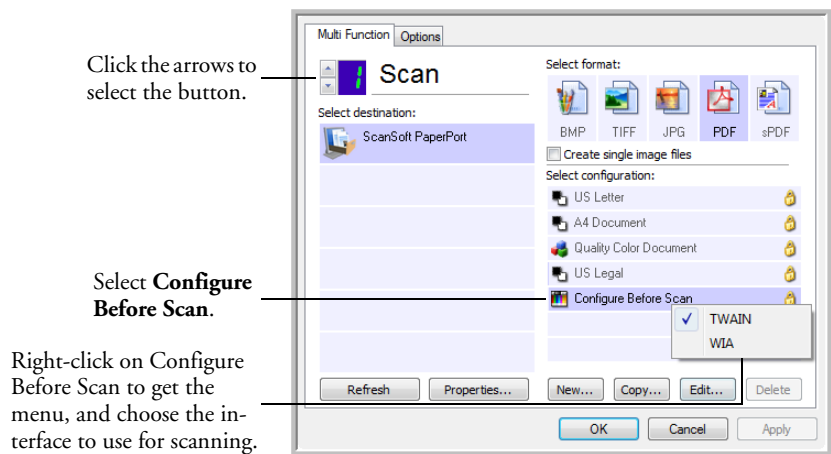 Multi Function Options
Click the arrows to
select the button.
1 Scan
Select destination:
ScanSoft PaperPort
Select format:
BMP TIFF JPG PDF sPDF
Create single image files
Select configuration:
US Letter
A4 Document
Quality Color Document
US Legal
Select Configure
Before Scan.
Configure Before Scan
TWAIN
WIA
Right-click on Configure
Before Scan to get the
menu, and choose the in-
terface to use for scanning.
Refresh Properties... New... Copy... Edit... Delete
OK Cancel Apply